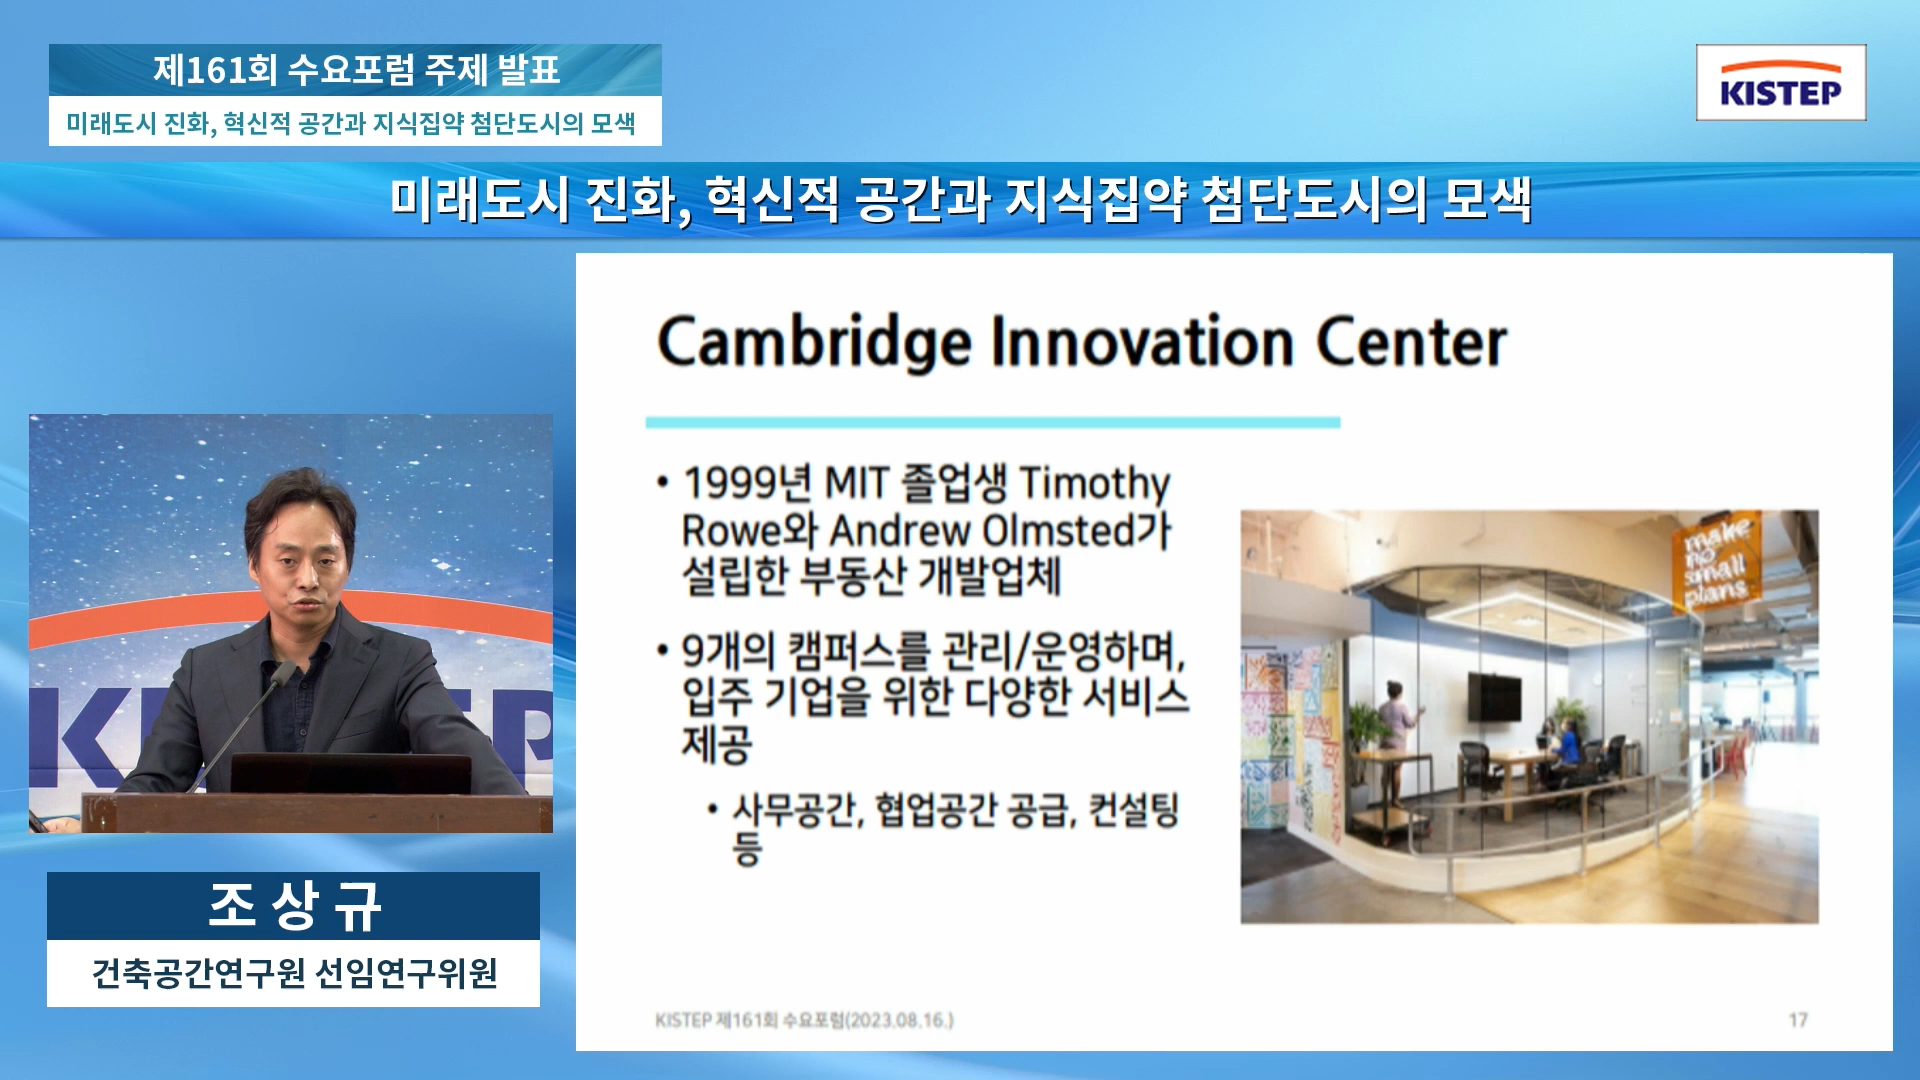 제161회 수요포럼 주제 발표
미래도시 진화, 혁신적 공간과 지식집약 첨단도시의 모색
KISTEP
미래도시 진화, 혁신적 공간과 지식집약 첨단도시의 모색
Cambridge Innovation Center
• 1999년 MIT 졸업생 Timothy
Rowe와 Andrew Olmsted가
설립한 부동산 개발업체
• 9개의 캠퍼스를 관리/운영하며,
입주 기업을 위한 다양한 서비스
제공
• 사무공간, 협업공간 공급, 컨설팅
등
make
no
small
plans
KISTEP 제161회 수요포럼(2023.08.16.)
17
조상규
건축공간연구원 선임연구위원